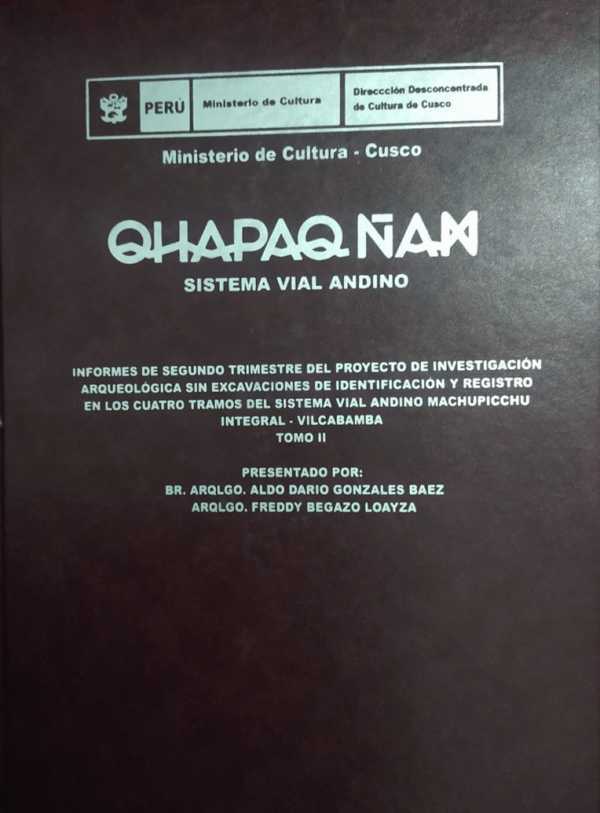 PERÚ
Ministerio de Cultura
Direccción Desconcentrada
de Cultura de Cusco
Ministerio de Cultura - Cusco
QHAPAQ ÑAN
SISTEMA VIAL ANDINO
INFORMES DE SEGUNDO TRIMESTRE DEL PROYECTO DE INVESTIGACIÓN
ARQUEOLÓGICA SIN EXCAVACIONES DE IDENTIFICACIÓN Y REGISTRO
EN LOS CUATRO TRAMOS DEL SISTEMA VIAL ANDINO MACHUPICCHU
INTEGRAL - VILCABAMBA
TOMO II
PRESENTADO POR:
BR. ARQLGO. ALDO DARIO GONZALES BAEZ
ARQLGO. FREDDY BEGAZO LOAYZA